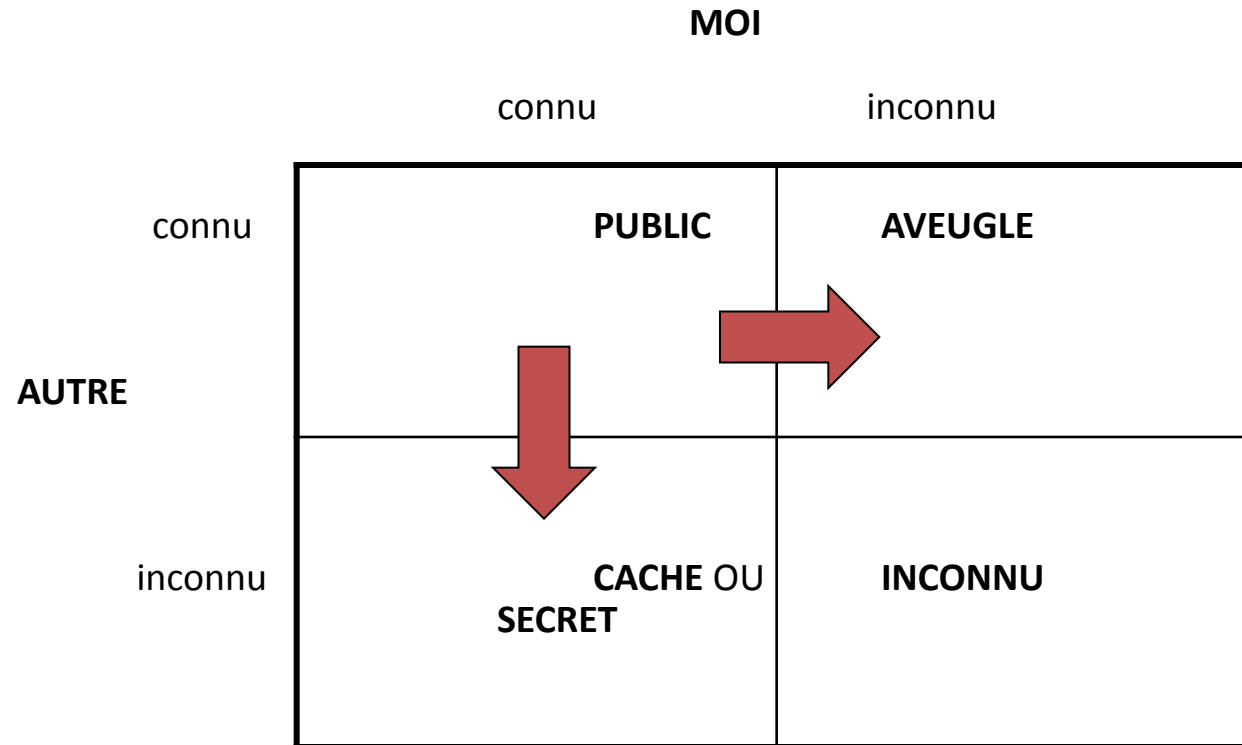 MOI
connu inconnu
connu PUBLIC AVEUGLE
AUTRE
inconnu CACHE OU INCONNU
SECRET